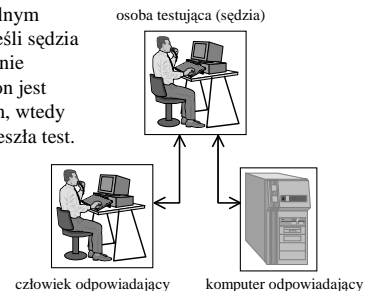 lnym
eśli sędzia
nie
on jest
n, wtedy
eszła test.
osoba testująca (sędzia)
człowiek odpowiadający
komputer odpowiadający